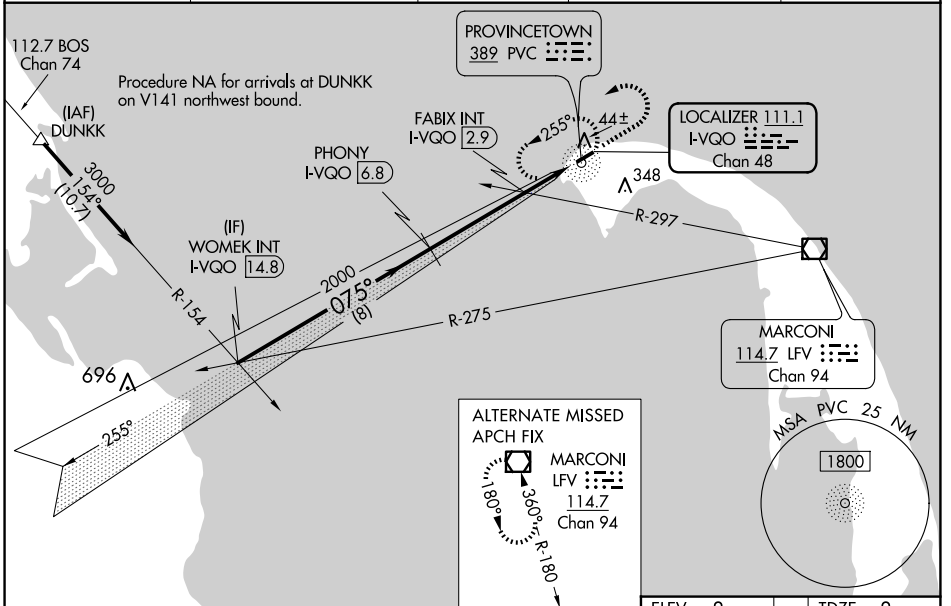 112.7 BOS
Chan 74
Procedure NA for arrivals at DUNKK
on V141 northwest bound.
(IAF)
DUNKK
3000
154°
(10.7)
R-154
PROVINCETOWN
389 PVC
FABIX INT
I-VQO 2.9
PHONY
I-VQO 6.8
(IF)
WOMEK INT
I-VQO 14.8
255°
44±
348
LOCALIZER 111.1
I-VQO
Chan 48
R-297
2000
075°
(8)
R-275
696
255°
MARCONI
114.7 LFV
Chan 94
ALTERNATE MISSED
APCH FIX
MARCONI
LFV
114.7
Chan 94
180°
360°
R-180
MSA PVC 25 NM
1800